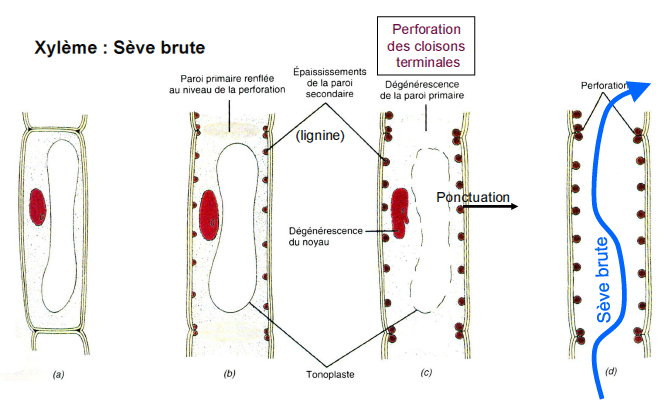 Xylème : Sève brute
Perforation
des cloisons
terminales
Paroi primaire renflée
au niveau de la perforation
Épaississements
de la paroi
secondaire
(lignine)
Dégénérescence
de la paroi primaire
Perforation
Ponctuation
Dégénérescence
du noyau
Sève brute
Tonoplaste
(a)
(b)
(c)
(d)